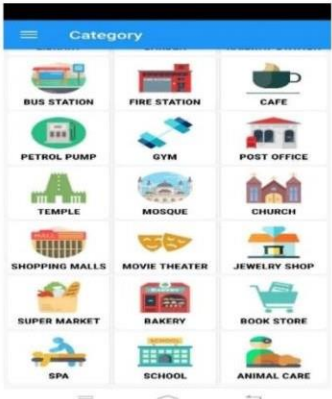 Category
BUS STATION
FIRE STATION
CAFE
PETROL PUMP
GYM
POST OFFICE
TEMPLE
MOSQUE
CHURCH
MALL
SHOPPING MALLS
MOVIE THEATER
JEWELRY SHOP
SUPER MARKET
BAKERY
BOOK STORE
SPA
SCHOOL
ANIMAL CARE